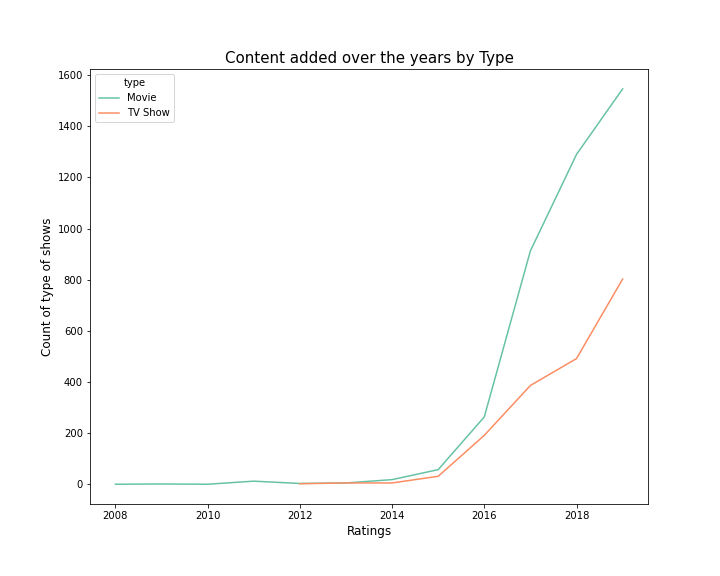 Content added over the years by Type
type
Movie
TV Show
1600
1400
1200
1000
800
600
400
200
0
Count of type of shows
2008 2010 2012 2014 2016 2018
Ratings